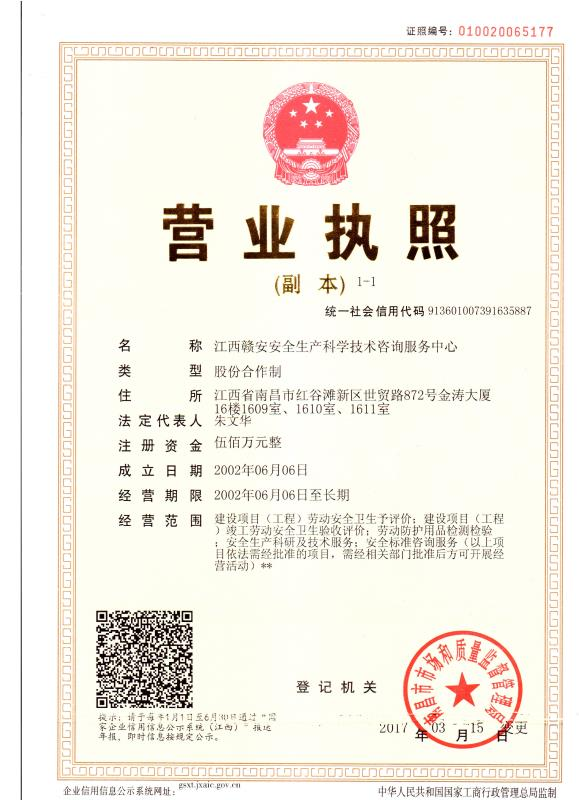 证照编号：010020065177
营业执照
(副 本) 1-1
统一社会信用代码 913601007391635887
名 称 江西赣安安全生产科学技术咨询服务中心
类 型 股份合作制
住 所 江西省南昌市红谷滩新区世贸路872号金涛大厦
16楼1609室、1610室、1611室
法定代表人 朱文华
注册资金 伍佰万元整
成立日期 2002年06月06日
经营期限 2002年06月06日至长期
经营范围 建设项目（工程）劳动安全卫生予评价；建设项目（工程
）竣工劳动安全卫生验收评价；劳动防护用品检测检验
；安全生产科研及技术服务；安全标准咨询服务（以上项
目依法需经批准的项目，需经相关部门批准后方可开展经
营活动）**
登记机关
南昌市市场和质量监督管理局
2017年03月15日 变更
提示：请于每年1月1日至6月30日通过“国
家企业信用信息公示系统（江西）”报送
年报，即时信息按规定公示。
企业信用信息公示系统网址：gsxt.jxaic.gov.cn
中华人民共和国国家工商行政管理总局监制